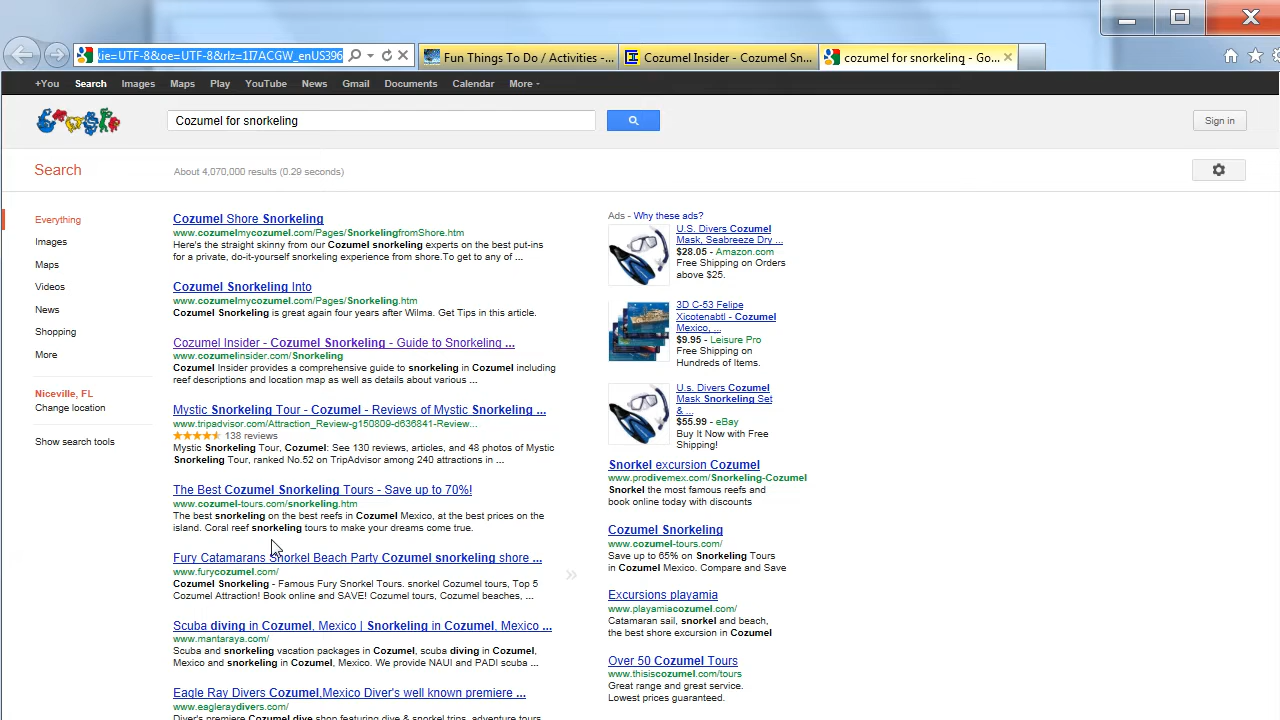 ie=UTF-8&oe=UTF-8&rlz=1I7ACGW_enUS396
Fun Things To Do / Activities -...
Cozumel Insider - Cozumel Sn...
cozumel for snorkeling - Go...
+You Search Images Maps Play YouTube News Gmail Documents Calendar More
Cozumel for snorkeling
Sign in
Search
About 4,070,000 results (0.29 seconds)
Everything
Images
Maps
Videos
News
Shopping
More
Niceville, FL
Change location
Show search tools
Cozumel Shore Snorkeling
www.cozumelmycozumel.com/Pages/SnorkelingfromShore.htm
Here's the straight skinny from our Cozumel snorkeling experts on the best put-ins
for a private, do-it-yourself snorkeling experience from shore.To get to any of ...
Cozumel Snorkeling Into
www.cozumelmycozumel.com/Pages/Snorkeling.htm
Cozumel Snorkeling is great again four years after Wilma. Get Tips in this article.
Cozumel Insider - Cozumel Snorkeling - Guide to Snorkeling ...
www.cozumelinsider.com/Snorkeling
Cozumel Insider provides a comprehensive guide to snorkeling in Cozumel including
reef descriptions and location map as well as details about various ...
Mystic Snorkeling Tour - Cozumel - Reviews of Mystic Snorkeling ...
www.tripadvisor.com/Attraction_Review-g150809-d636841-Review...
138 reviews
Mystic Snorkeling Tour, Cozumel: See 130 reviews, articles, and 48 photos of Mystic
Snorkeling Tour, ranked No.52 on TripAdvisor among 240 attractions in ...
The Best Cozumel Snorkeling Tours - Save up to 70%!
www.cozumel-tours.com/snorkeling.htm
The best snorkeling on the best reefs in Cozumel Mexico, at the best prices on the
island. Coral reef snorkeling tours to make your dreams come true.
Fury Catamarans Snorkel Beach Party Cozumel snorkeling shore ...
www.furycozumel.com/
Cozumel Snorkeling - Famous Fury Snorkel Tours. snorkel Cozumel tours, Top 5
Cozumel Attraction! Book online and SAVE! Cozumel tours, Cozumel beaches, ...
Scuba diving in Cozumel, Mexico | Snorkeling in Cozumel, Mexico ...
www.mantaraya.com/
Scuba and snorkeling vacation packages in Cozumel, scuba diving in Cozumel,
Mexico and snorkeling in Cozumel, Mexico. We provide NAUI and PADI scuba ...
Eagle Ray Divers Cozumel,Mexico Diver's well known premiere ...
www.eagleraydivers.com/
Diver's premiere Cozumel dive shop featuring dive & snorkel trips, adventure tours
Ads - Why these ads?
U.S. Divers Cozumel
Mask, Seabreeze Dry ...
$28.05 - Amazon.com
Free Shipping on Orders
above $25.
3D C-53 Felipe
Xicotenabtl - Cozumel
Mexico, ...
$9.95 - Leisure Pro
Free Shipping on
Hundreds of Items.
U.s. Divers Cozumel
Mask Snorkeling Set
& ...
$55.99 - eBay
Buy It Now with Free
Shipping!
Snorkel excursion Cozumel
www.prodivemex.com/Snorkeling-Cozumel
Snorkel the most famous reefs and
book online today with discounts
Cozumel Snorkeling
www.cozumel-tours.com/
Save up to 65% on Snorkeling Tours
in Cozumel Mexico. Compare and Save
Excursions playamia
www.playamiacozumel.com/
Catamaran sail, snorkel and beach,
the best shore excursion in Cozumel
Over 50 Cozumel Tours
www.thisiscozumel.com/tours
Great range and great service.
Lowest prices guaranteed.